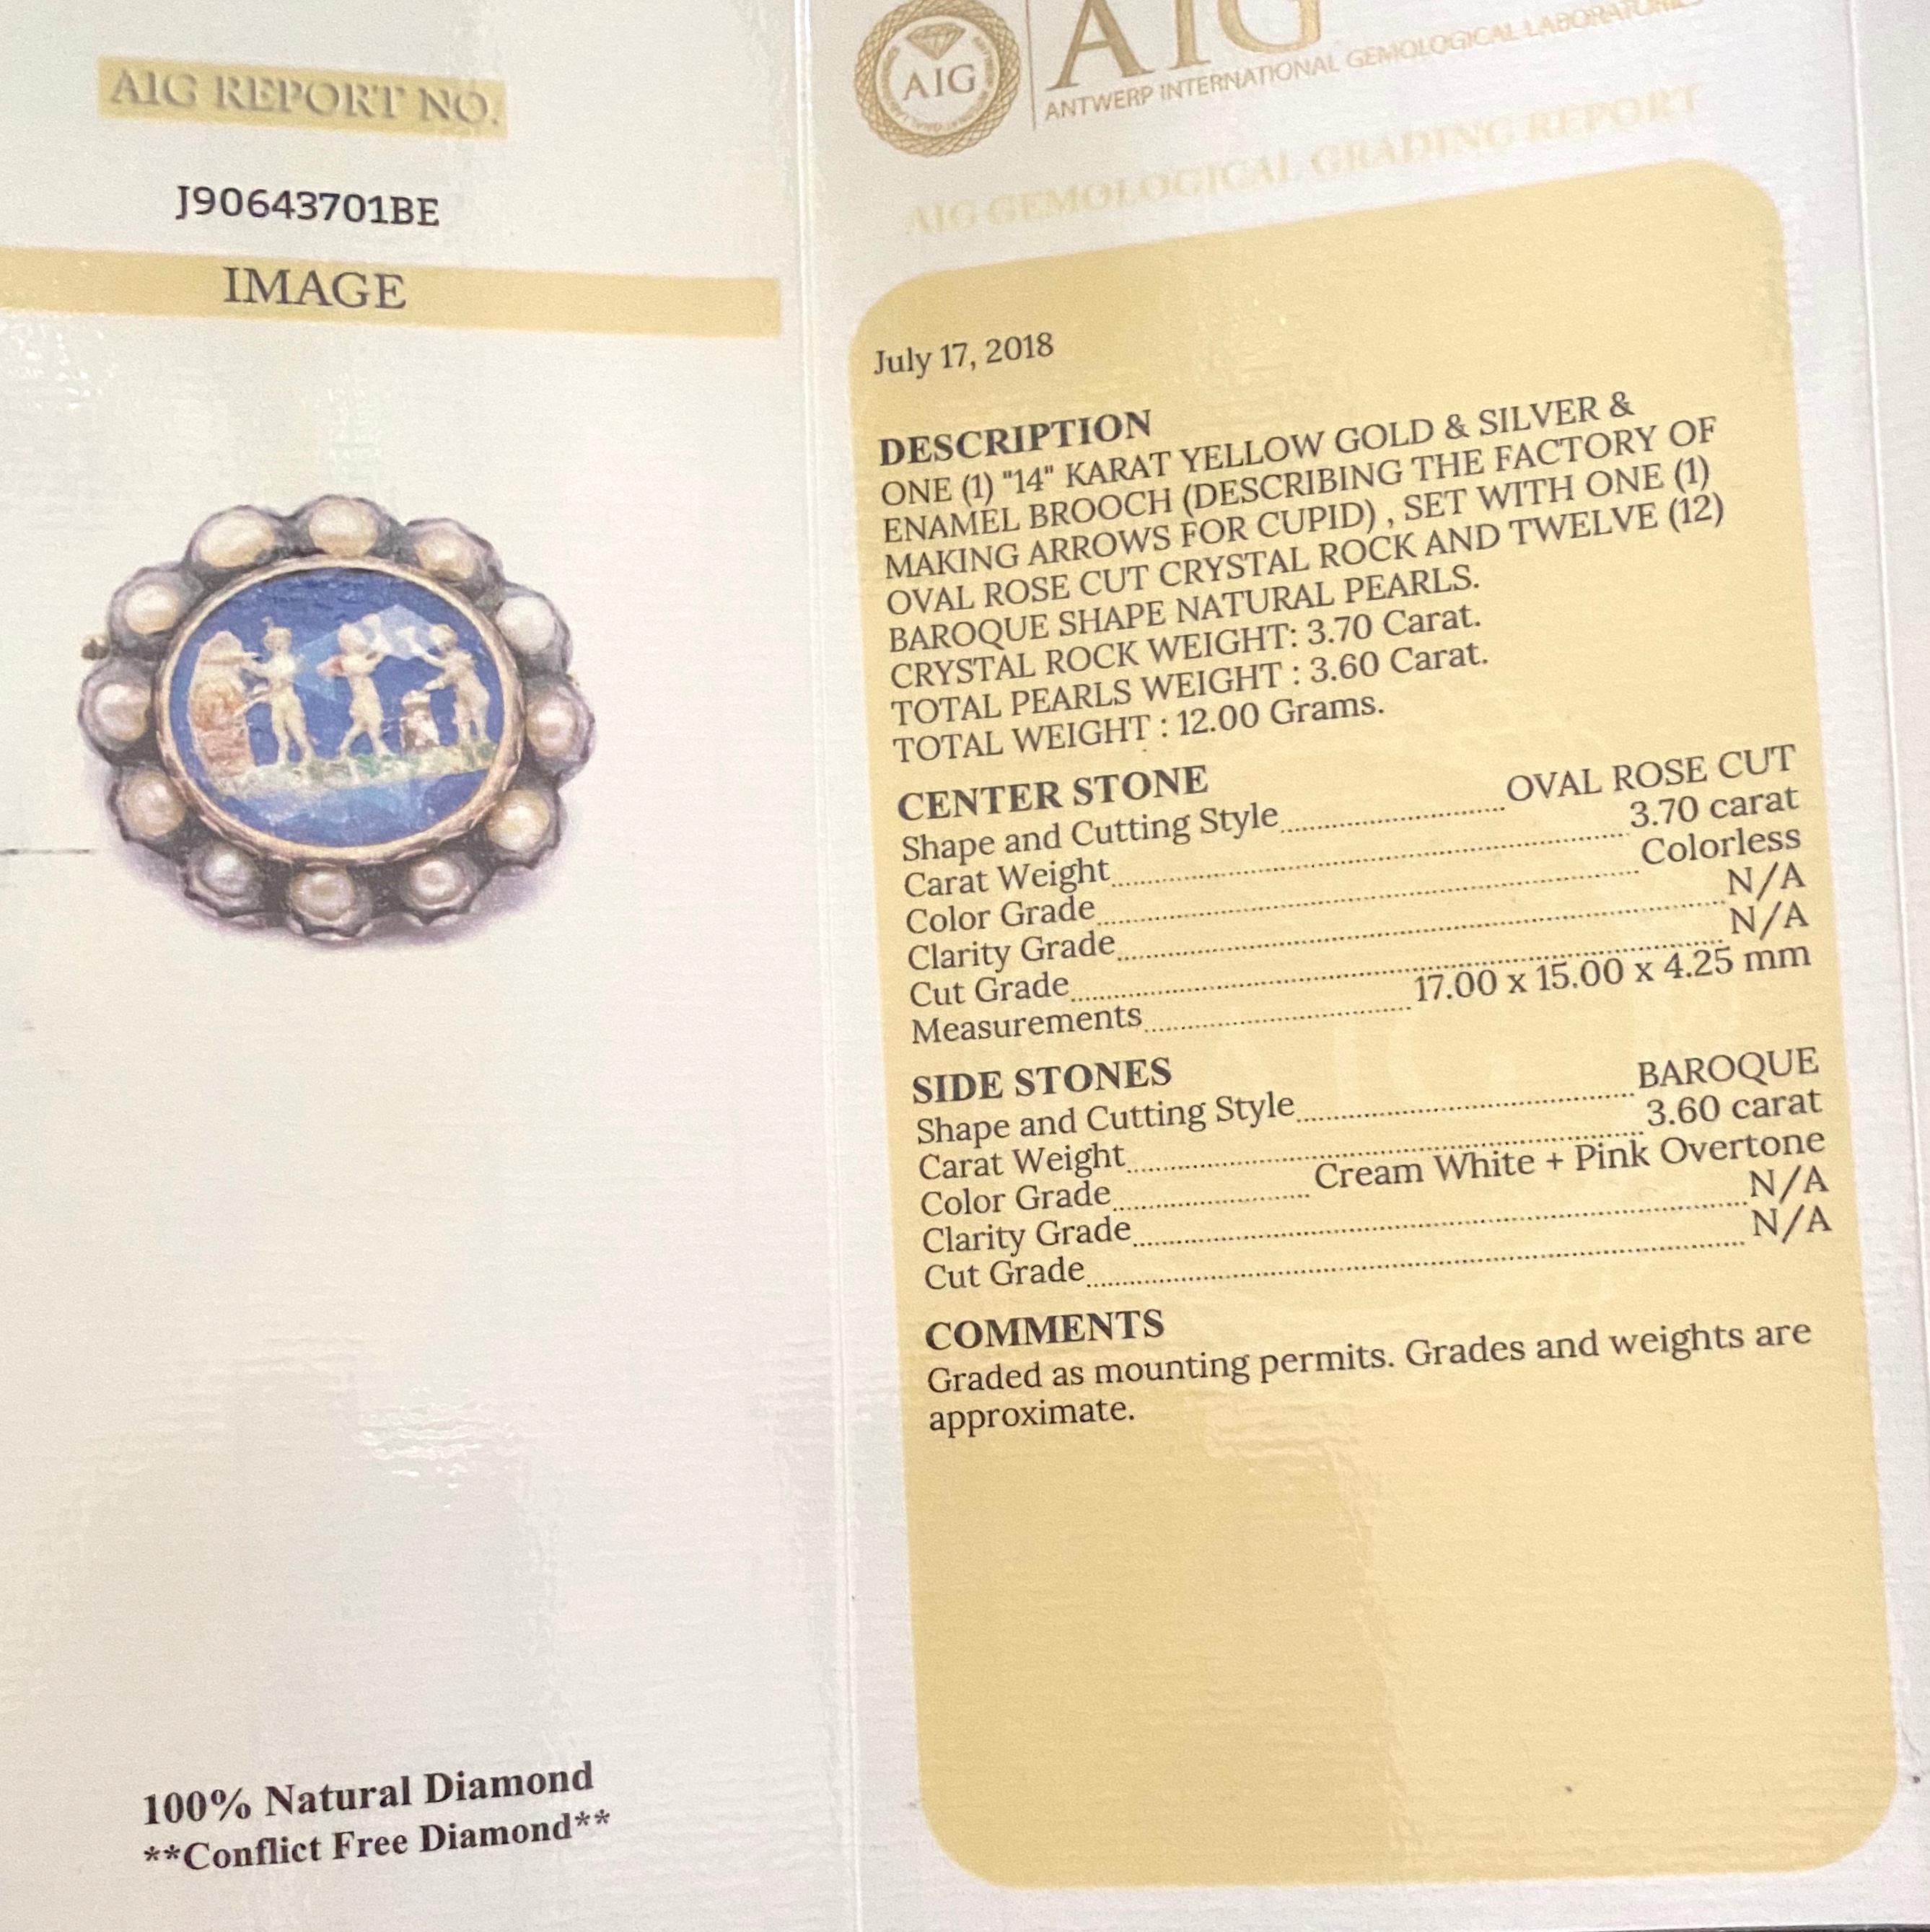 AIG REPORT NO.
J90643701BE
IMAGE
100% Natural Diamond
**Conflict Free Diamond**
AIG
AIG
ANTWERP INTERNATIONAL GEMOLOGICAL LABORATORIES
AIG GEMOLOGICAL GRADING REPORT
July 17, 2018
DESCRIPTION
ONE (1) "14" KARAT YELLOW GOLD & SILVER &
ENAMEL BROOCH (DESCRIBING THE FACTORY OF
MAKING ARROWS FOR CUPID) , SET WITH ONE (1)
OVAL ROSE CUT CRYSTAL ROCK AND TWELVE (12)
BAROQUE SHAPE NATURAL PEARLS.
CRYSTAL ROCK WEIGHT: 3.70 Carat.
TOTAL PEARLS WEIGHT : 3.60 Carat.
TOTAL WEIGHT : 12.00 Grams.
CENTER STONE
Shape and Cutting Style OVAL ROSE CUT
Carat Weight 3.70 carat
Color Grade Colorless
Clarity Grade N/A
Cut Grade N/A
Measurements 17.00 x 15.00 x 4.25 mm
SIDE STONES
Shape and Cutting Style BAROQUE
Carat Weight 3.60 carat
Color Grade Cream White + Pink Overtone
Clarity Grade N/A
Cut Grade N/A
COMMENTS
Graded as mounting permits. Grades and weights are
approximate.